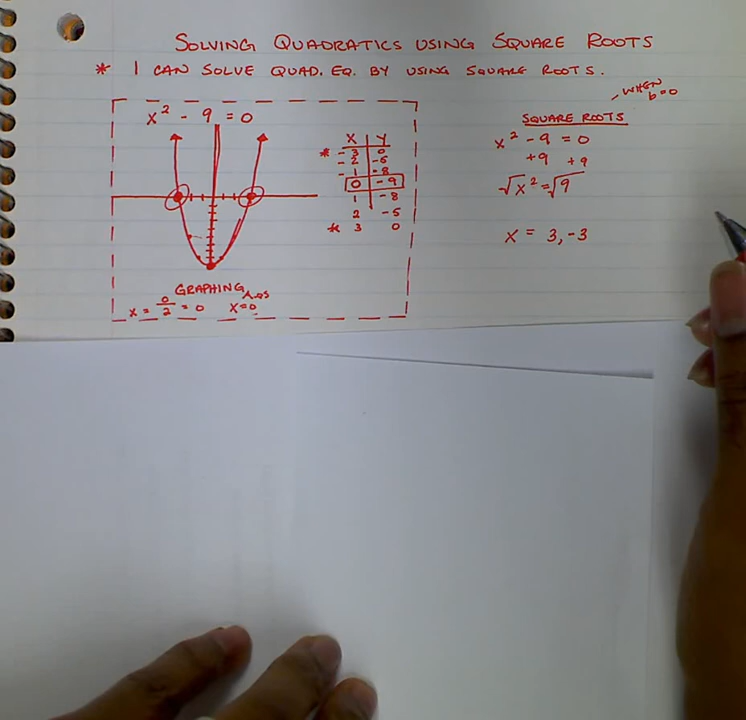 SOLVING QUADRATICS USING SQUARE ROOTS
* I CAN SOLVE QUAD. EQ. BY USING SQUARE ROOTS.
x² - 9 = 0
X Y
* -3 0
-2 -5
-1 -8
0 -9
1 -8
2 -5
* 3 0
GRAPHING
A.O.S
x = 0/2 = 0 x=0
WHEN
b=0
SQUARE ROOTS
x² - 9 = 0
+9 +9
√x² = √9
x = 3, -3